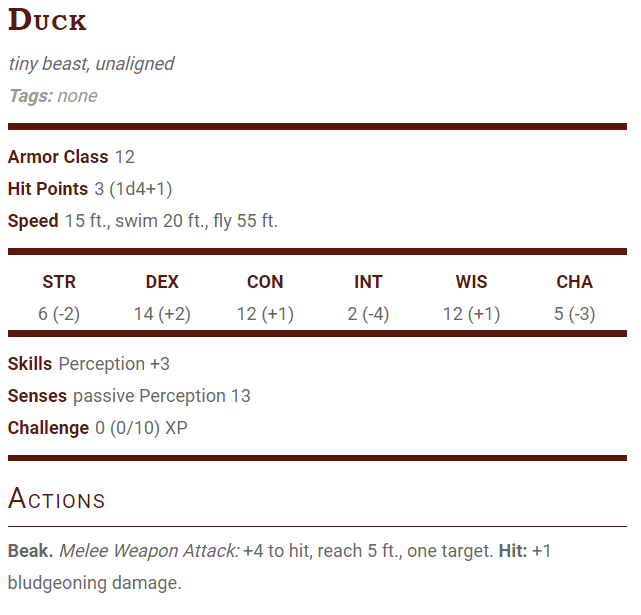 Duck
tiny beast, unaligned
Tags: none
Armor Class 12
Hit Points 3 (1d4+1)
Speed 15 ft., swim 20 ft., fly 55 ft.
STR DEX CON INT WIS CHA
6 (-2) 14 (+2) 12 (+1) 2 (-4) 12 (+1) 5 (-3)
Skills Perception +3
Senses passive Perception 13
Challenge 0 (0/10) XP
Actions
Beak. Melee Weapon Attack: +4 to hit, reach 5 ft., one target. Hit: +1
bludgeoning damage.